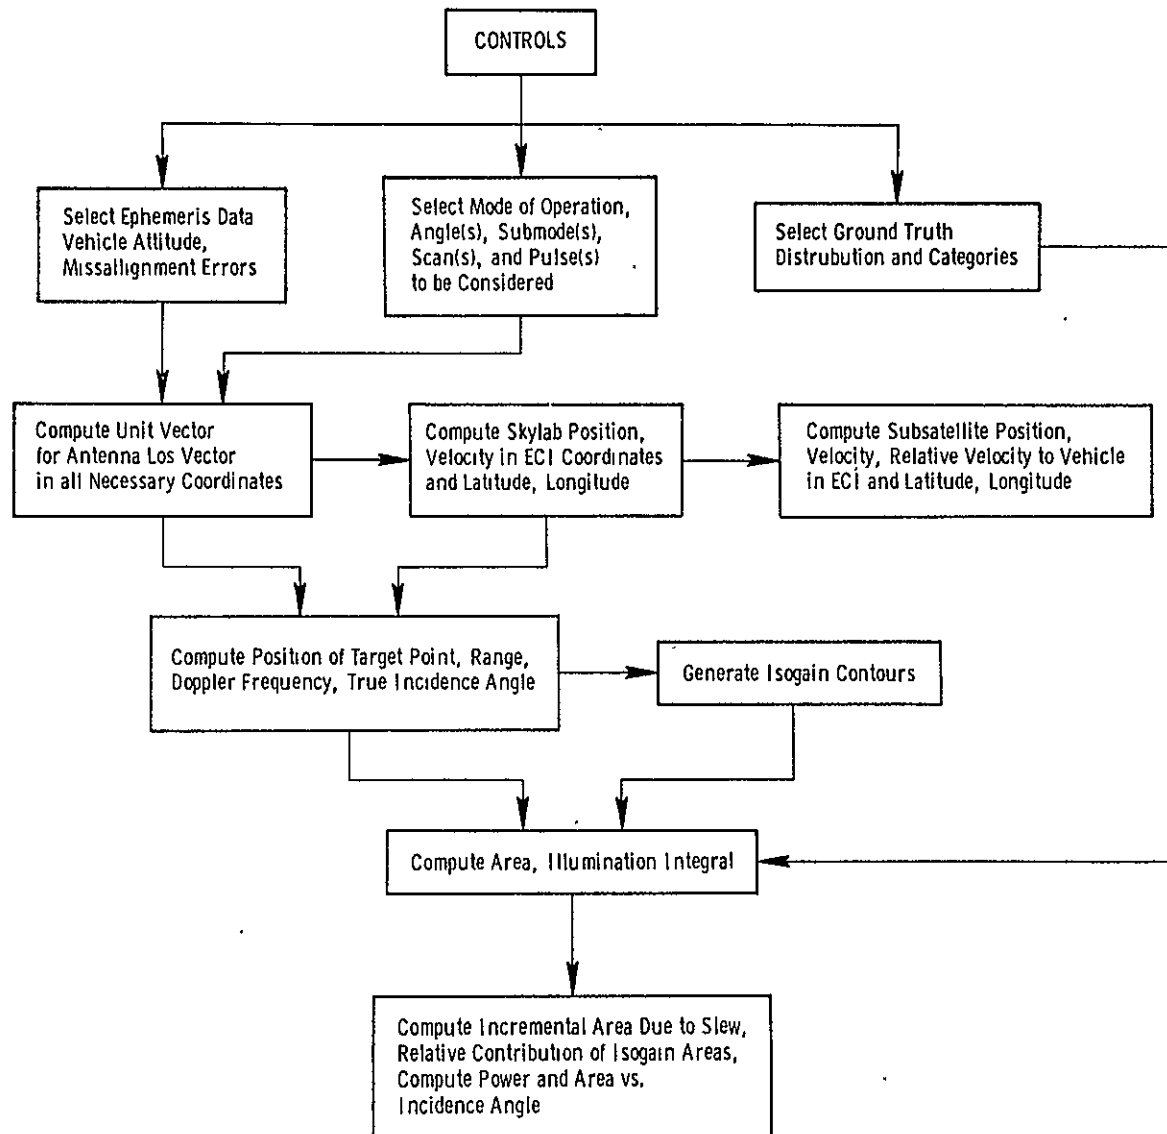 CONTROLS
Select Ephemeris Data
Vehicle Attitude,
Missallignment Errors
Select Mode of Operation,
Angle(s), Submode(s),
Scan(s), and Pulse(s)
to be Considered
Select Ground Truth
Distrubution and Categories
Compute Unit Vector
for Antenna Los Vector
in all Necessary Coordinates
Compute Skylab Position,
Velocity in ECI Coordinates
and Latitude, Longitude
Compute Subsatellite Position,
Velocity, Relative Velocity to Vehicle
in ECI and Latitude, Longitude
Compute Position of Target Point, Range,
Doppler Frequency, True Incidence Angle
Generate Isogain Contours
Compute Area, Illumination Integral
Compute Incremental Area Due to Slew,
Relative Contribution of Isogain Areas,
Compute Power and Area vs.
Incidence Angle